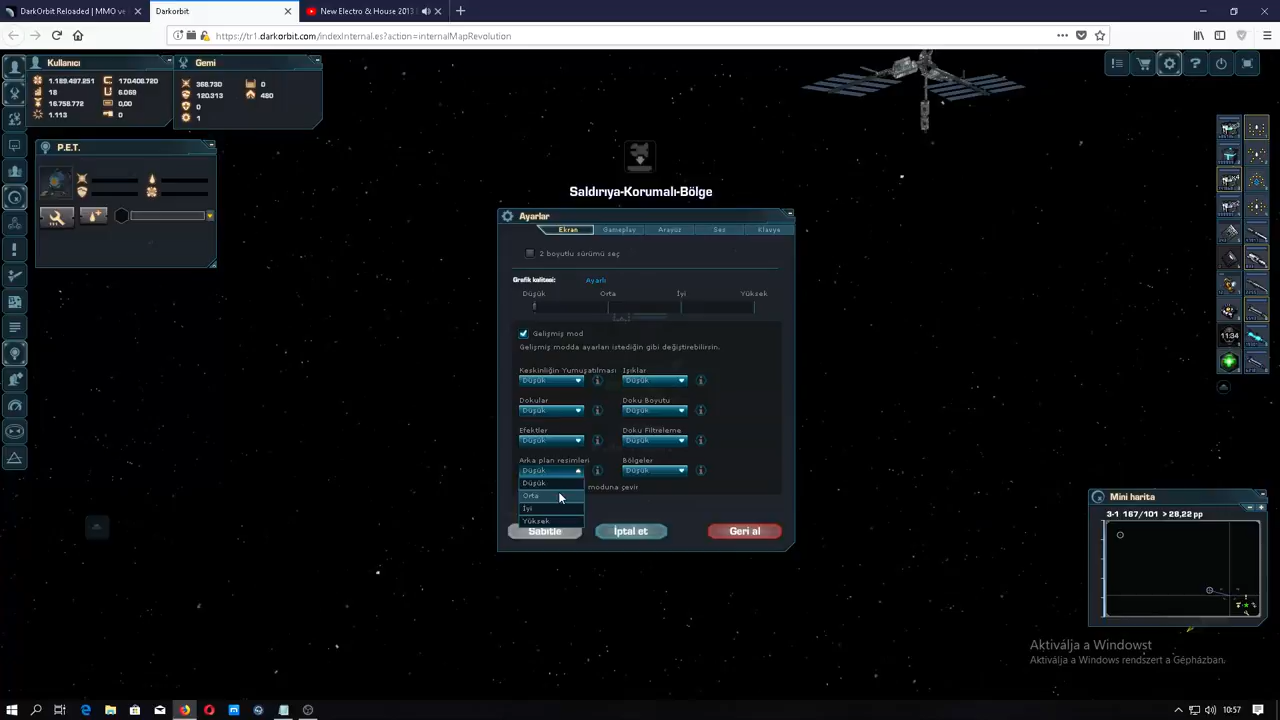 DarkOrbit Reloaded | MMO ve
Darkorbit
New Electro & House 2013
https://tr1.darkorbit.com/indexInternal.es?action=internalMapRevolution
Kullanıcı
1.189.497.251
170.408.720
18
6.059
16.758.772
0,00
1.113
0
Gemi
368.730
0
120.313
480
0
1
P.E.T.
Saldırıya-Korumalı-Bölge
Ayarlar
Ekran
Gameplay
Arayüz
Ses
Klavye
2 boyutlu sürümü seç
Grafik kalitesi:
Ayarlı
Düşük
Orta
İyi
Yüksek
Gelişmiş mod
Gelişmiş modda ayarları istediğin gibi değiştirebilirsin.
Keskinliğin Yumuşatılması
Işıklar
Düşük
Düşük
Dokular
Doku Boyutu
Düşük
Düşük
Efektler
Doku Filtreleme
Düşük
Düşük
Arka plan resimleri
Bölgeler
Düşük
Düşük
Düşük
moduna çevir
Orta
İyi
Yüksek
Sabitle
İptal et
Geri al
11:34
Mini harita
3-1 167/101 > 28,22 pp
Aktiválja a Windowst
Aktiválja a Windows rendszert a Gépházban.
10:57